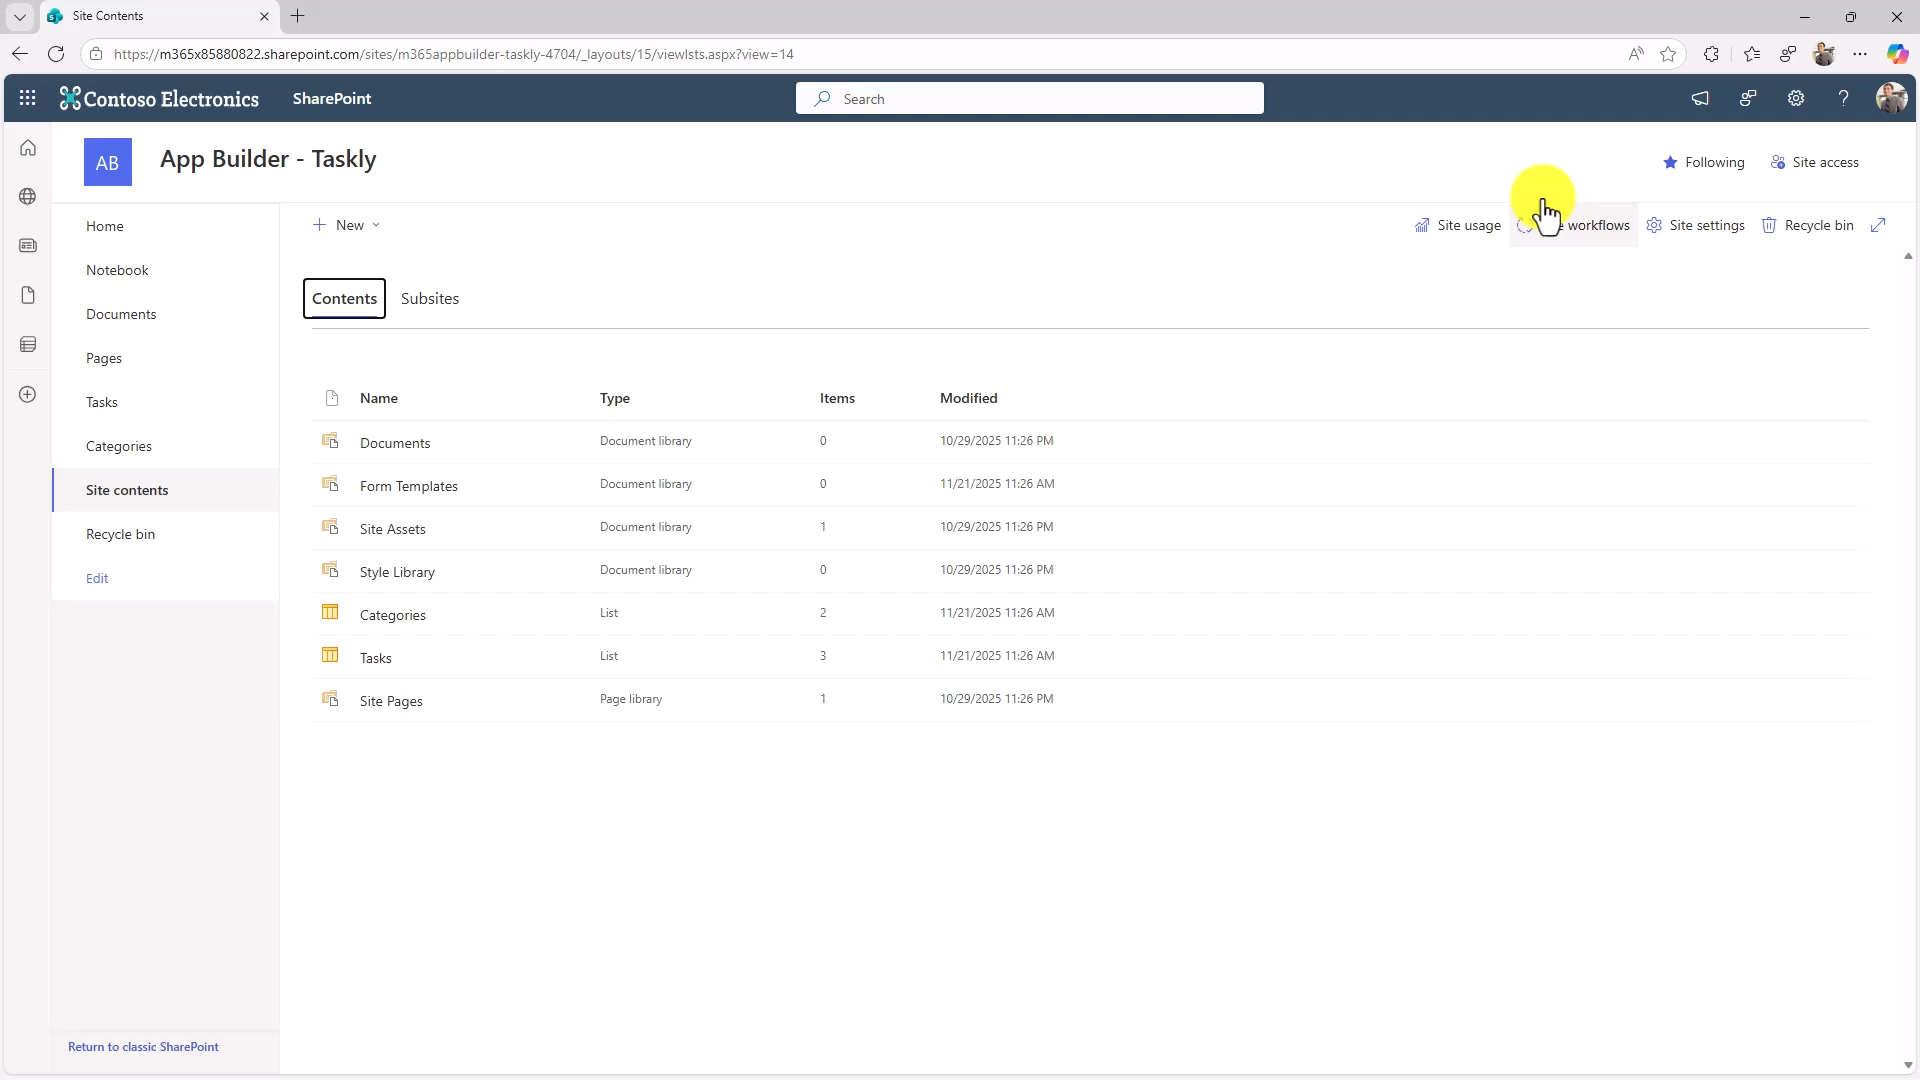 Site Contents
https://m365x85880822.sharepoint.com/sites/m365appbuilder-taskly-4704/_layouts/15/viewlsts.aspx?view=14
Contoso Electronics
SharePoint
Search
AB
App Builder - Taskly
Following
Site access
Home
Notebook
Documents
Pages
Tasks
Categories
Site contents
Recycle bin
Edit
Return to classic SharePoint
New
Site usage
workflows
Site settings
Recycle bin
Contents
Subsites
Name Type Items Modified
Documents Document library 0 10/29/2025 11:26 PM
Form Templates Document library 0 11/21/2025 11:26 AM
Site Assets Document library 1 10/29/2025 11:26 PM
Style Library Document library 0 10/29/2025 11:26 PM
Categories List 2 11/21/2025 11:26 AM
Tasks List 3 11/21/2025 11:26 AM
Site Pages Page library 1 10/29/2025 11:26 PM